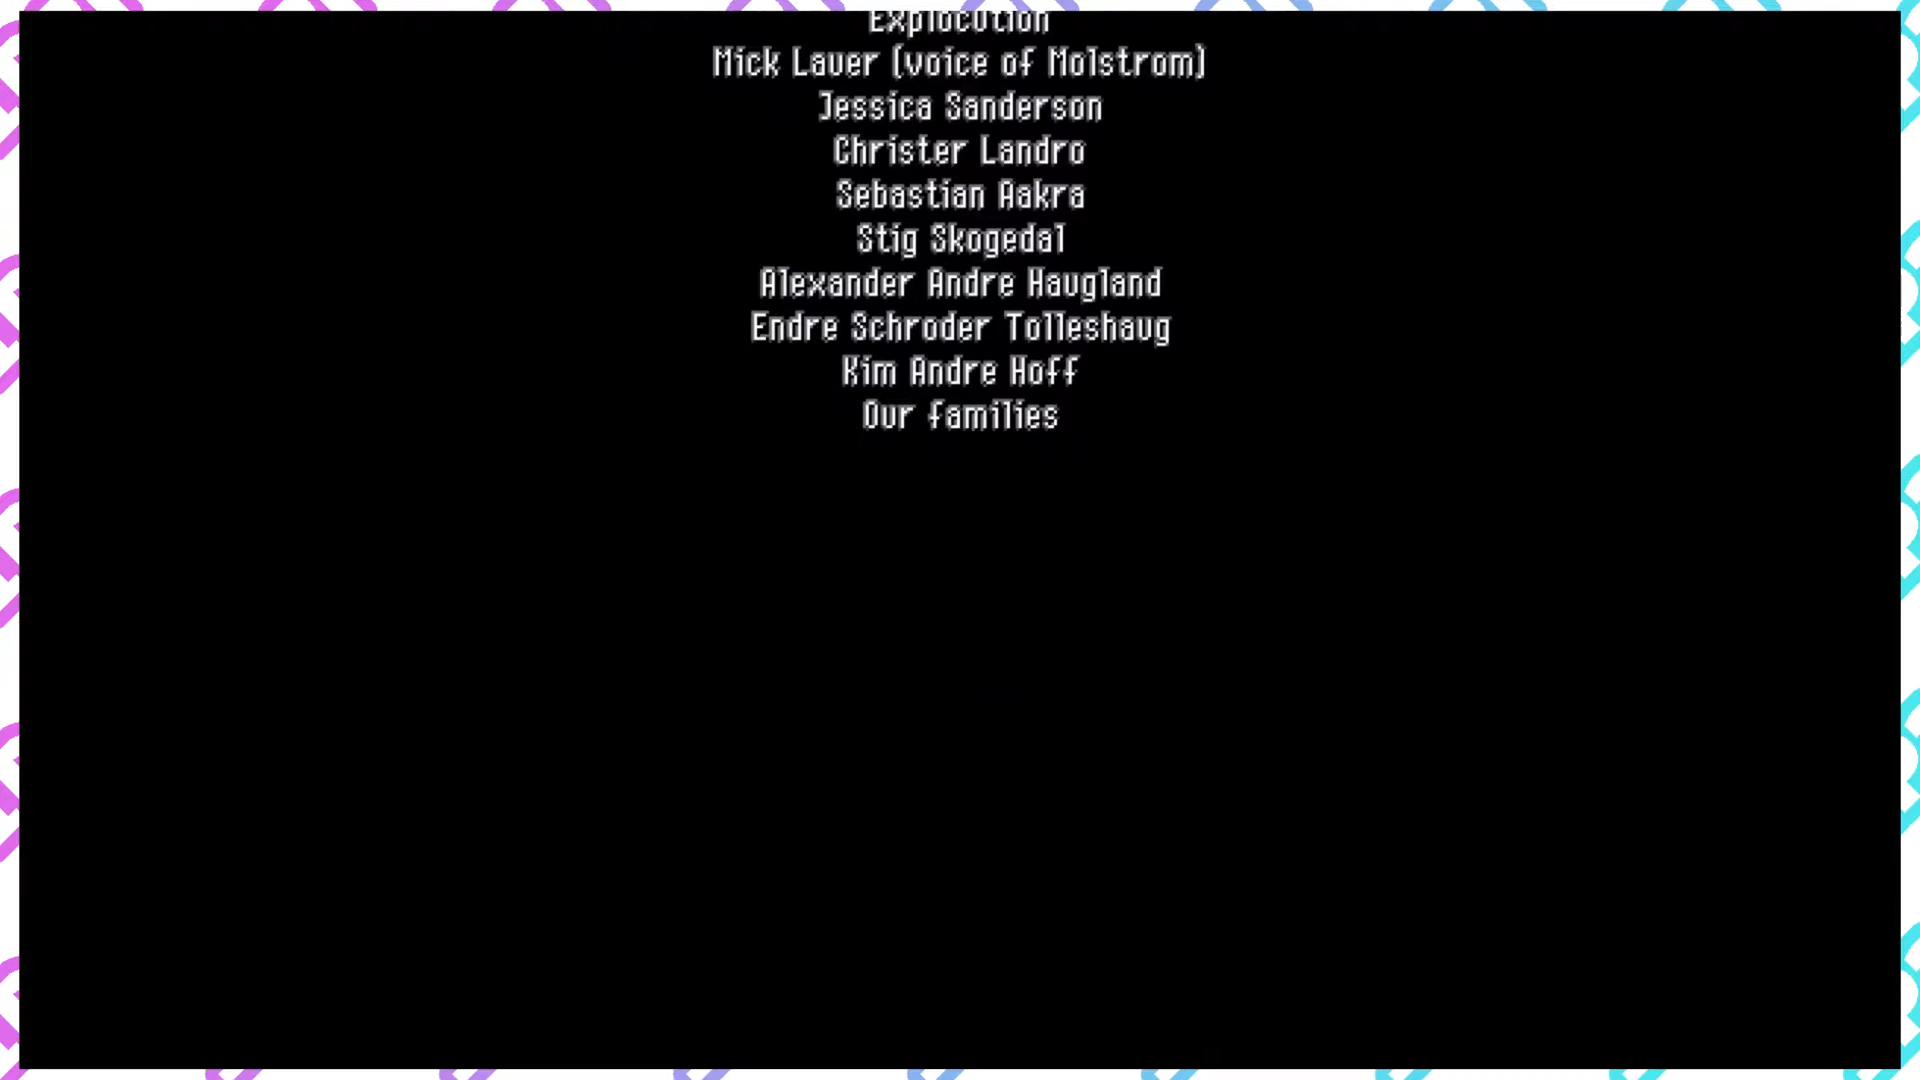 Explocution
Mick Lauer (voice of Molstrom)
Jessica Sanderson
Christer Landro
Sebastian Aakra
Stig Skogedal
Alexander Andre Haugland
Endre Schroder Tolleshaug
Kim Andre Hoff
Our families